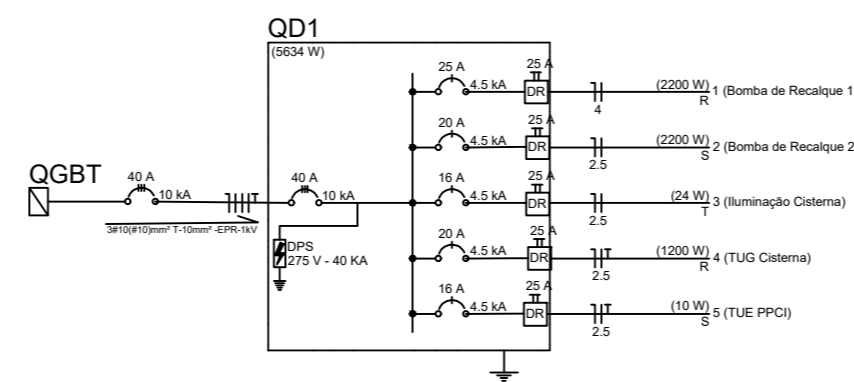 QD1
(5634 W)
25 A
4.5 kA
25 A
DR
4
(2200 W)
R
1 (Bomba de Recalque 1
20 A
4.5 kA
25 A
DR
2.5
(2200 W)
S
2 (Bomba de Recalque 2
QGBT
40 A
10 kA
3#10(#10)mm² T-10mm² -EPR-1kV
40 A
10 kA
16 A
4.5 kA
25 A
DR
2.5
(24 W)
T
3 (Iluminação Cisterna)
DPS
275 V - 40 KA
20 A
4.5 kA
25 A
DR
2.5
(1200 W)
R
4 (TUG Cisterna)
16 A
4.5 kA
25 A
DR
2.5
(10 W)
S
5 (TUE PPCI)